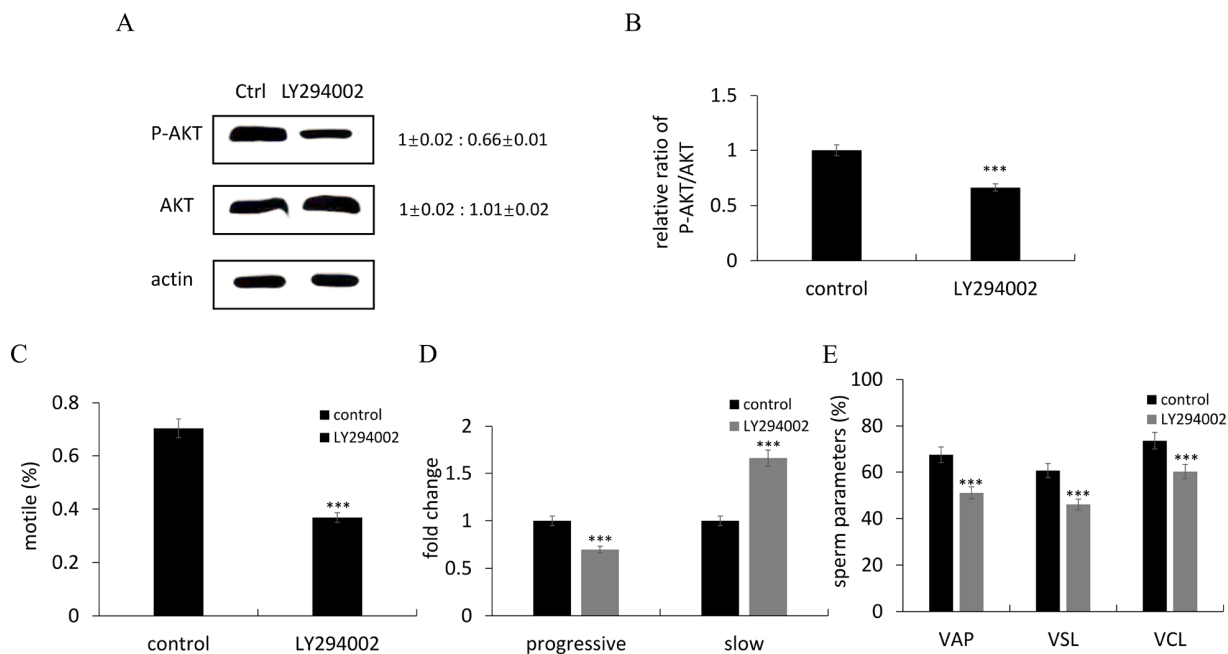 A
Ctrl LY294002
P-AKT
1±0.02 : 0.66±0.01
AKT
1±0.02 : 1.01±0.02
actin
B
relative ratio of
P-AKT/AKT
1.5
1
0.5
0
***
control LY294002
C
motile (%)
0.8
0.6
0.4
0.2
0
control
LY294002
***
control LY294002
D
fold change
2
1.5
1
0.5
0
control
LY294002
***
***
progressive slow
E
sperm parameters (%)
100
80
60
40
20
0
control
LY294002
***
***
***
VAP VSL VCL